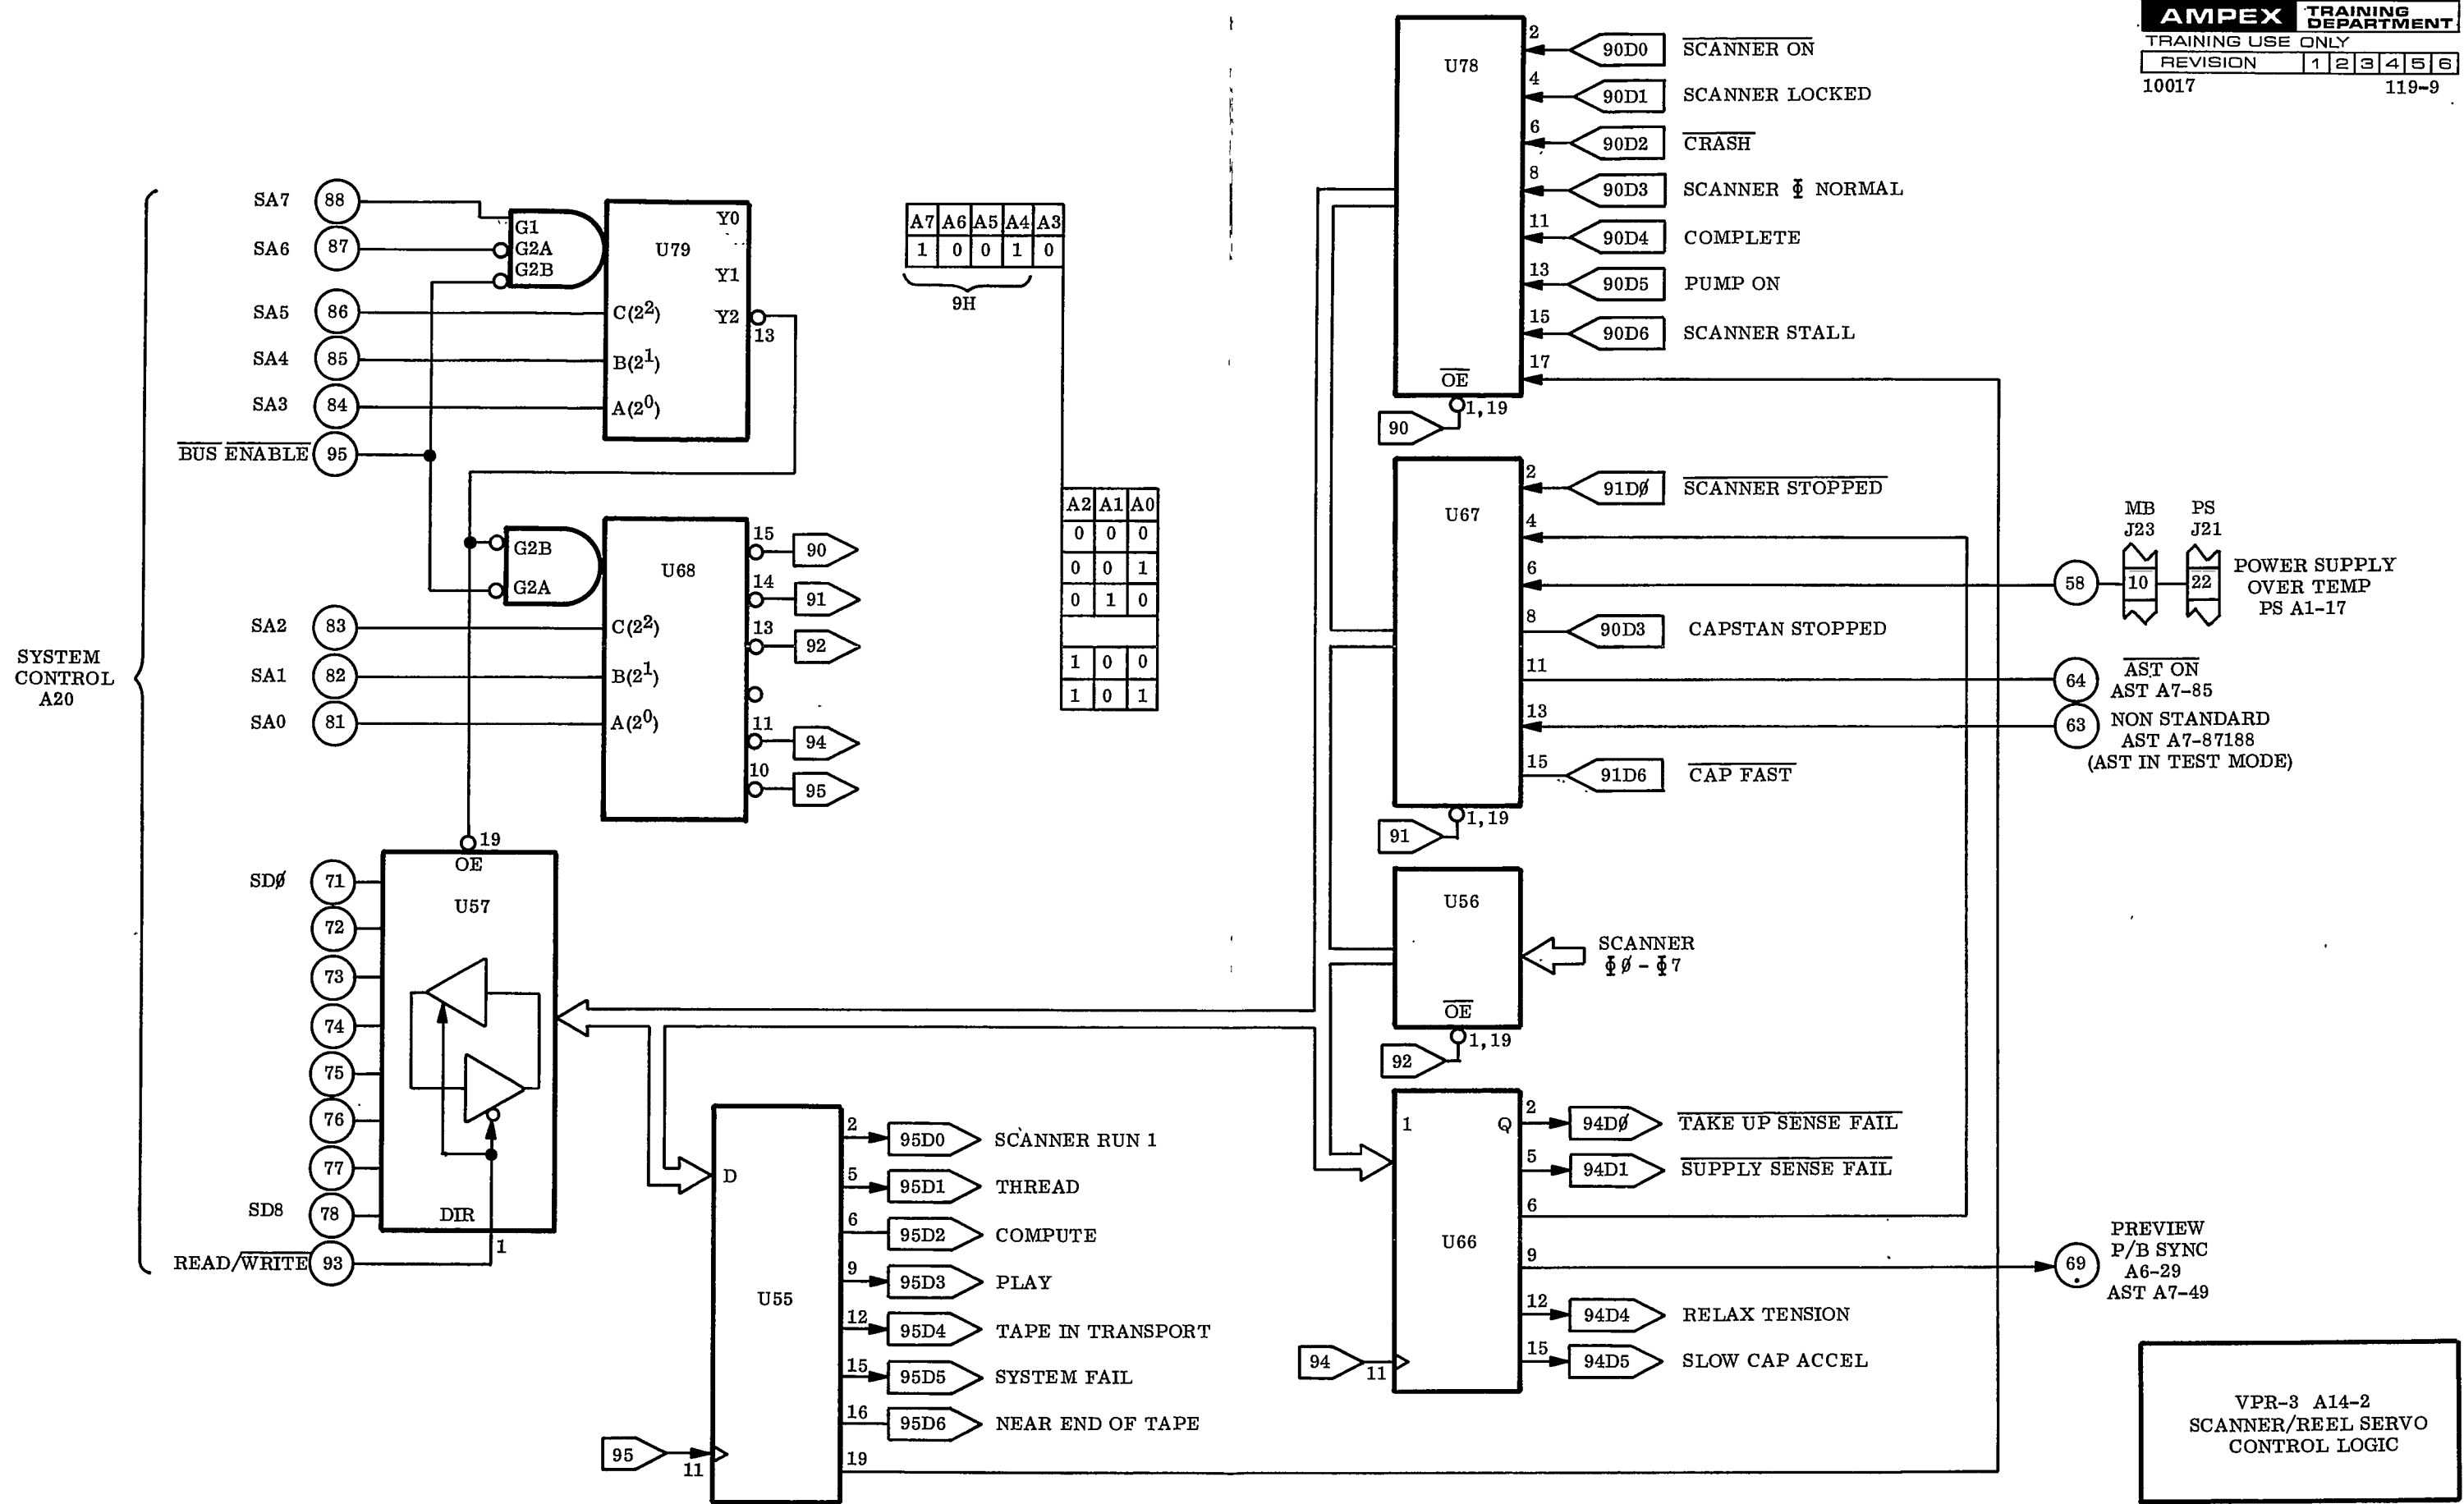 AMPEX TRAINING DEPARTMENT
TRAINING USE ONLY
REVISION 1 2 3 4 5 6
10017 119-9
SYSTEM
CONTROL
A20
SA7 88
SA6 87
SA5 86
SA4 85
SA3 84
BUS ENABLE 95
G1
G2A
G2B
U79
Y0
Y1
Y2
13
C(2²)
B(2¹)
A(2⁰)
A7 A6 A5 A4 A3
1 0 0 1 0
9H
SA2 83
SA1 82
SA0 81
G2B
G2A
U68
C(2²)
B(2¹)
A(2⁰)
15 90
14 91
13 92
11 94
10 95
A2 A1 A0
0 0 0
0 0 1
0 1 0
1 0 0
1 0 1
19
OE
U57
SDØ 71
72
73
74
75
76
77
SD8 78
DIR
1
READ/WRITE 93
D
U55
95
11
2 95D0 SCANNER RUN 1
5 95D1 THREAD
6 95D2 COMPUTE
9 95D3 PLAY
12 95D4 TAPE IN TRANSPORT
15 95D5 SYSTEM FAIL
16 95D6 NEAR END OF TAPE
19
U78
2 90D0 SCANNER ON
4 90D1 SCANNER LOCKED
6 90D2 CRASH
8 90D3 SCANNER Φ NORMAL
11 90D4 COMPLETE
13 90D5 PUMP ON
15 90D6 SCANNER STALL
17
OE
90 1,19
U67
2 91DØ SCANNER STOPPED
4
6
8 90D3 CAPSTAN STOPPED
11
13
15 91D6 CAP FAST
91 1,19
MB PS
J23 J21
58 10 22
POWER SUPPLY
OVER TEMP
PS A1-17
64 AST ON
AST A7-85
63 NON STANDARD
AST A7-87188
(AST IN TEST MODE)
U56
SCANNER
ΦØ - Φ7
OE
92 1,19
1 Q
U66
94
11
2 94DØ TAKE UP SENSE FAIL
5 94D1 SUPPLY SENSE FAIL
6
9
12 94D4 RELAX TENSION
15 94D5 SLOW CAP ACCEL
69
PREVIEW
P/B SYNC
A6-29
AST A7-49
VPR-3 A14-2
SCANNER/REEL SERVO
CONTROL LOGIC